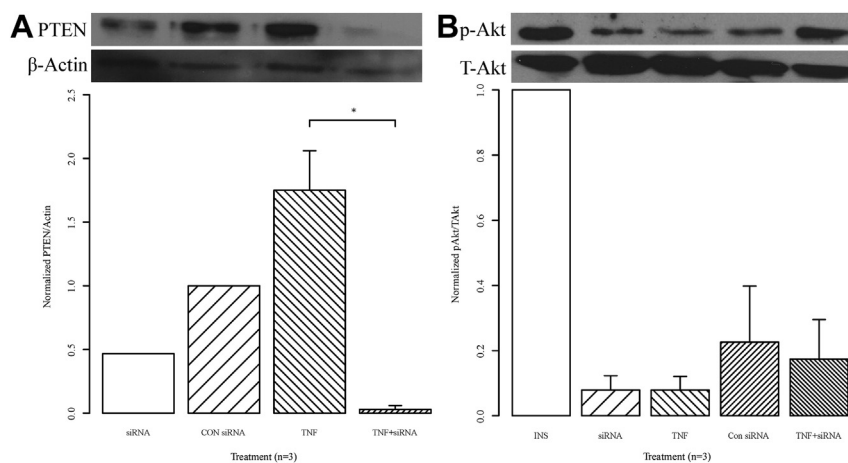 A
PTEN
β-Actin
Normalized PTEN/Actin
2.5
2.0
1.5
1.0
0.5
0.0
*
siRNA CON siRNA TNF TNF+siRNA
Treatment (n=3)
B
p-Akt
T-Akt
Normalized pAkt/TAkt
1.0
0.8
0.6
0.4
0.2
0.0
INS siRNA TNF Con siRNA TNF+siRNA
Treatment (n=3)